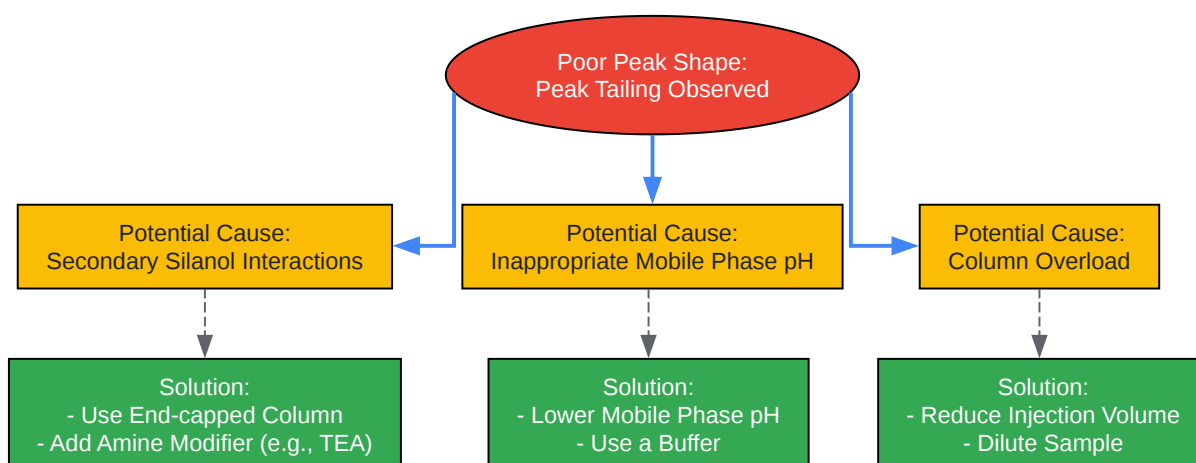 Poor Peak Shape:
Peak Tailing Observed
Potential Cause:
Secondary Silanol Interactions
Potential Cause:
Inappropriate Mobile Phase pH
Potential Cause:
Column Overload
Solution:
- Use End-capped Column
- Add Amine Modifier (e.g., TEA)
Solution:
- Lower Mobile Phase pH
- Use a Buffer
Solution:
- Reduce Injection Volume
- Dilute Sample